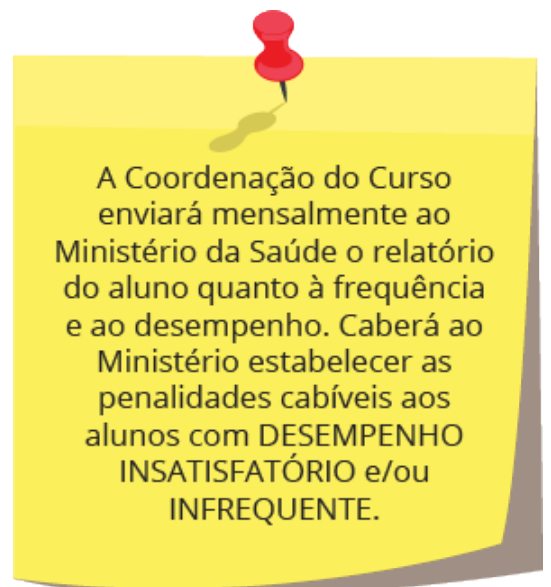 A Coordenação do Curso
enviará mensalmente ao
Ministério da Saúde o relatório
do aluno quanto à frequência
e ao desempenho. Caberá ao
Ministério estabelecer as
penalidades cabíveis aos
alunos com DESEMPENHO
INSATISFATÓRIO e/ou
INFREQUENTE.